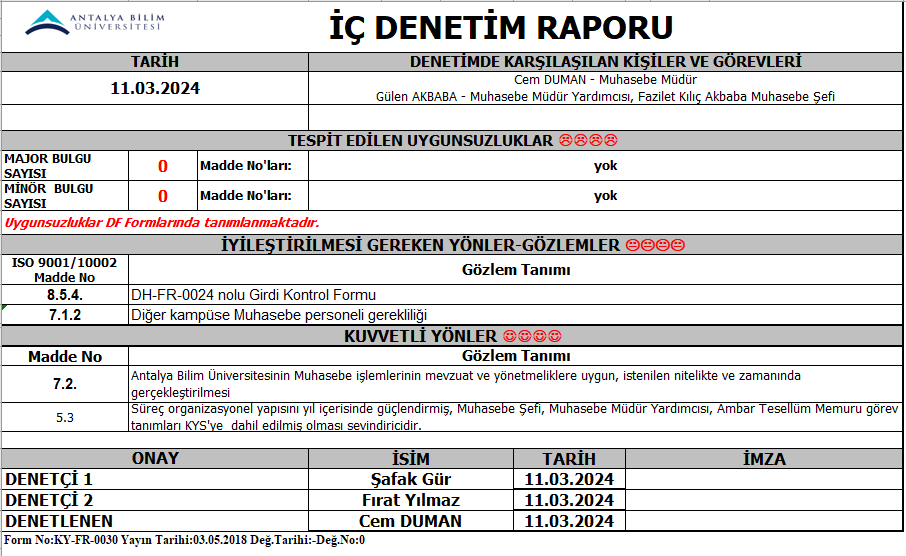 ANTALYA BİLİM
ÜNİVERSİTESİ
İÇ DENETİM RAPORU
TARİH
DENETİMDE KARŞILAŞILAN KİŞİLER VE GÖREVLERİ
11.03.2024
Cem DUMAN - Muhasebe Müdür
Gülen AKBABA - Muhasebe Müdür Yardımcısı, Fazilet Kılıç Akbaba Muhasebe Şefi
TESPİT EDİLEN UYGUNSUZLUKLAR ☹☹☹☹
MAJÖR BULGU
SAYISI
0
Madde No'ları:
yok
MİNÖR BULGU
SAYISI
0
Madde No'ları:
yok
Uygunsuzluklar DF Formlarında tanımlanmaktadır.
İYİLEŞTİRİLMESİ GEREKEN YÖNLER-GÖZLEMLER 😐😐😐😐
ISO 9001/10002
Madde No
Gözlem Tanımı
8.5.4.
DH-FR-0024 nolu Girdi Kontrol Formu
7.1.2
Diğer kampüse Muhasebe personeli gerekliliği
KUVVETLİ YÖNLER ☺☺☺☺
Madde No
Gözlem Tanımı
7.2.
Antalya Bilim Üniversitesinin Muhasebe işlemlerinin mevzuat ve yönetmeliklere uygun, istenilen nitelikte ve zamanında
gerçekleştirilmesi
5.3
Süreç organizasyonel yapısını yıl içerisinde güçlendirmiş, Muhasebe Şefi, Muhasebe Müdür Yardımcısı, Ambar Tesellüm Memuru görev
tanımları KYS'ye dahil edilmiş olması sevindiricidir.
ONAY
İSİM
TARİH
İMZA
DENETÇİ 1
Şafak Gür
11.03.2024
DENETÇİ 2
Fırat Yılmaz
11.03.2024
DENETLENEN
Cem DUMAN
11.03.2024
Form No:KY-FR-0030 Yayın Tarihi:03.05.2018 Değ.Tarihi:-Değ.No:0